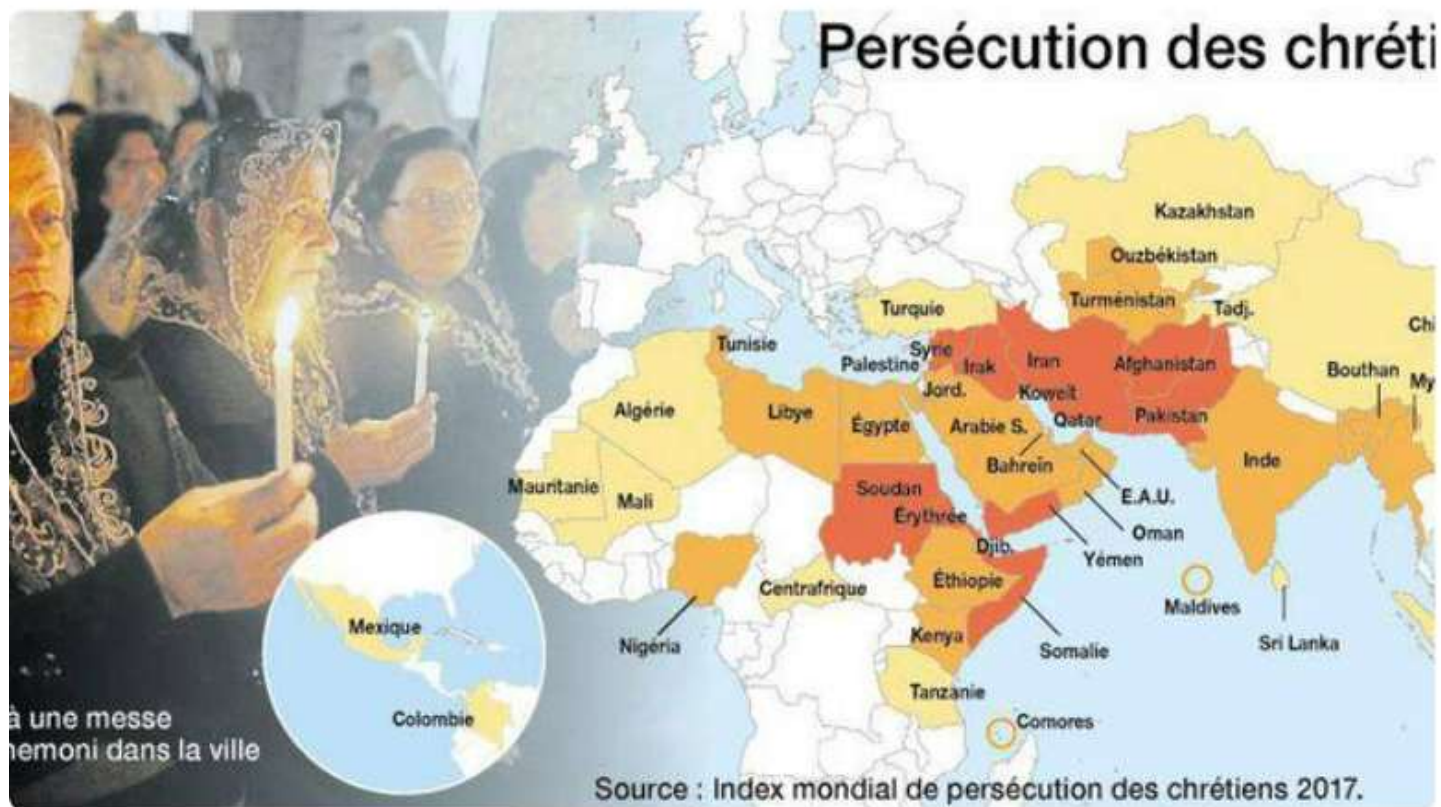 Persécution des chréti
Kazakhstan
Ouzbékistan
Turménistan
Tadj.
Turquie
Chi
Tunisie
Syrie
Palestine
Irak
Iran
Afghanistan
Bouthan
My
Jord.
Koweit
Algérie
Libye
Égypte
Arabie S.
Qatar
Pakistan
Bahreïn
Inde
Mauritanie
Mali
Soudan
E.A.U.
Érythrée
Oman
Djib.
Yémen
Centrafrique
Éthiopie
Maldives
Mexique
Nigéria
Kenya
Somalie
Sri Lanka
Tanzanie
Colombie
Comores
à une messe
nemoni dans la ville
Source : Index mondial de persécution des chrétiens 2017.